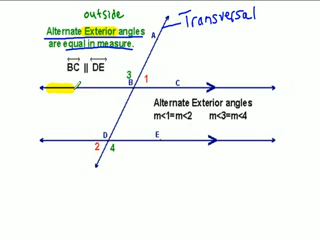 outside
Transversal
Alternate Exterior angles
are equal in measure.
BC || DE
A
3
1
B
C
Alternate Exterior angles
m<1=m<2 m<3=m<4
D
E
2
4